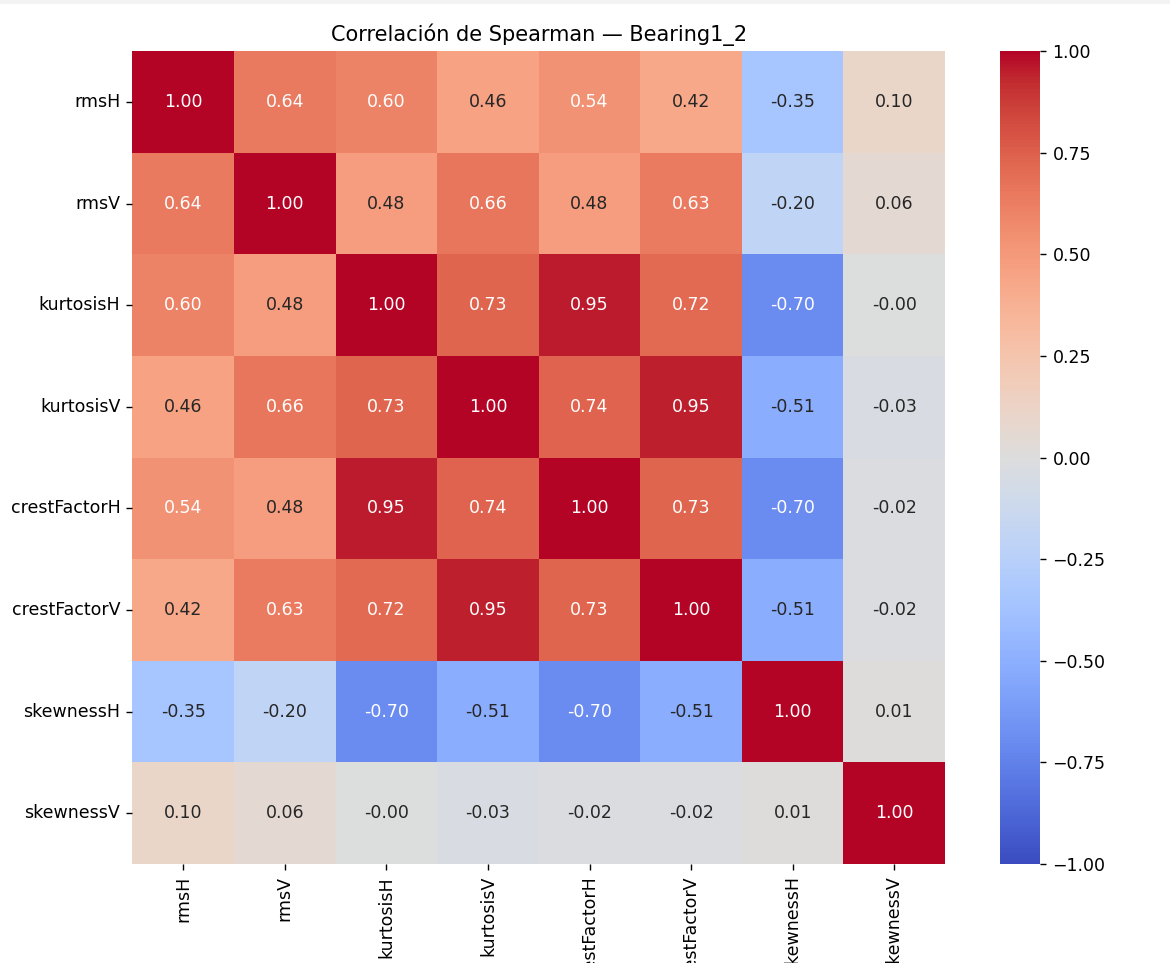 Correlación de Spearman — Bearing1_2
rmsH 1.00 0.64 0.60 0.46 0.54 0.42 -0.35 0.10
rmsV 0.64 1.00 0.48 0.66 0.48 0.63 -0.20 0.06
kurtosisH 0.60 0.48 1.00 0.73 0.95 0.72 -0.70 -0.00
kurtosisV 0.46 0.66 0.73 1.00 0.74 0.95 -0.51 -0.03
crestFactorH 0.54 0.48 0.95 0.74 1.00 0.73 -0.70 -0.02
crestFactorV 0.42 0.63 0.72 0.95 0.73 1.00 -0.51 -0.02
skewnessH -0.35 -0.20 -0.70 -0.51 -0.70 -0.51 1.00 0.01
skewnessV 0.10 0.06 -0.00 -0.03 -0.02 -0.02 0.01 1.00
rmsH
rmsV
kurtosisH
kurtosisV
estFactorH
estFactorV
kewnessH
kewnessV
1.00
0.75
0.50
0.25
0.00
−0.25
−0.50
−0.75
−1.00